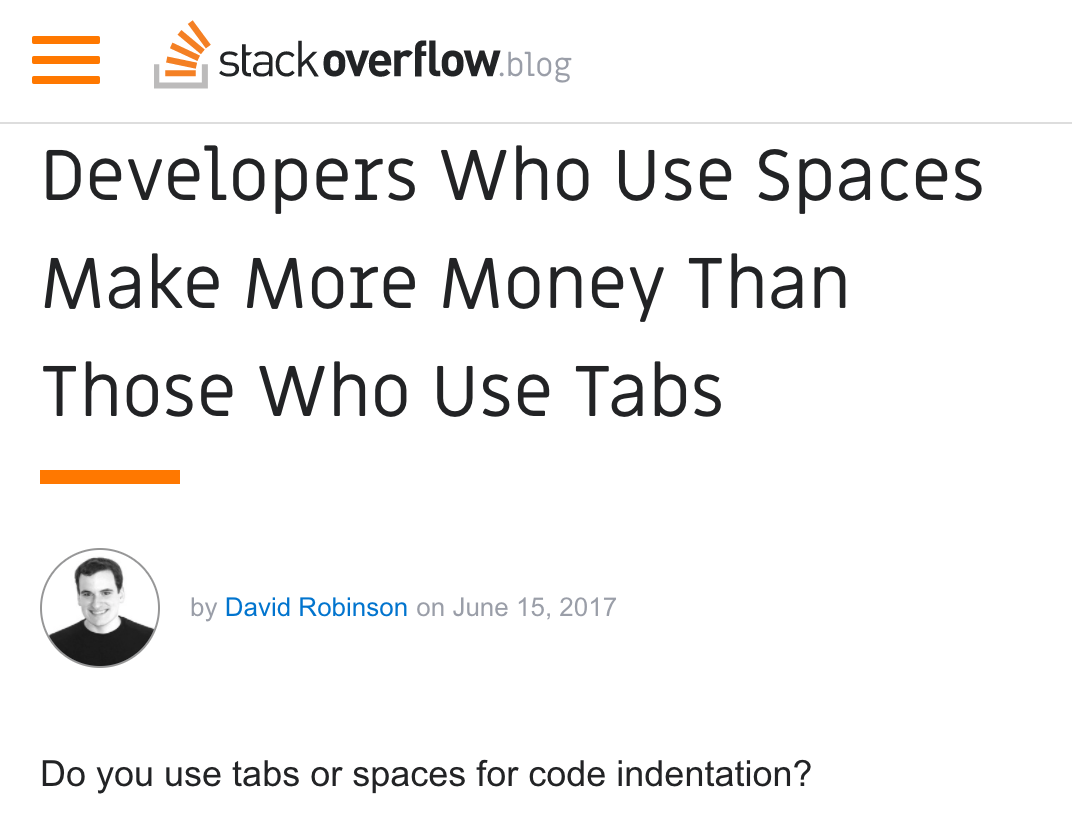 stackoverflow.blog
Developers Who Use Spaces
Make More Money Than
Those Who Use Tabs
by David Robinson on June 15, 2017
Do you use tabs or spaces for code indentation?